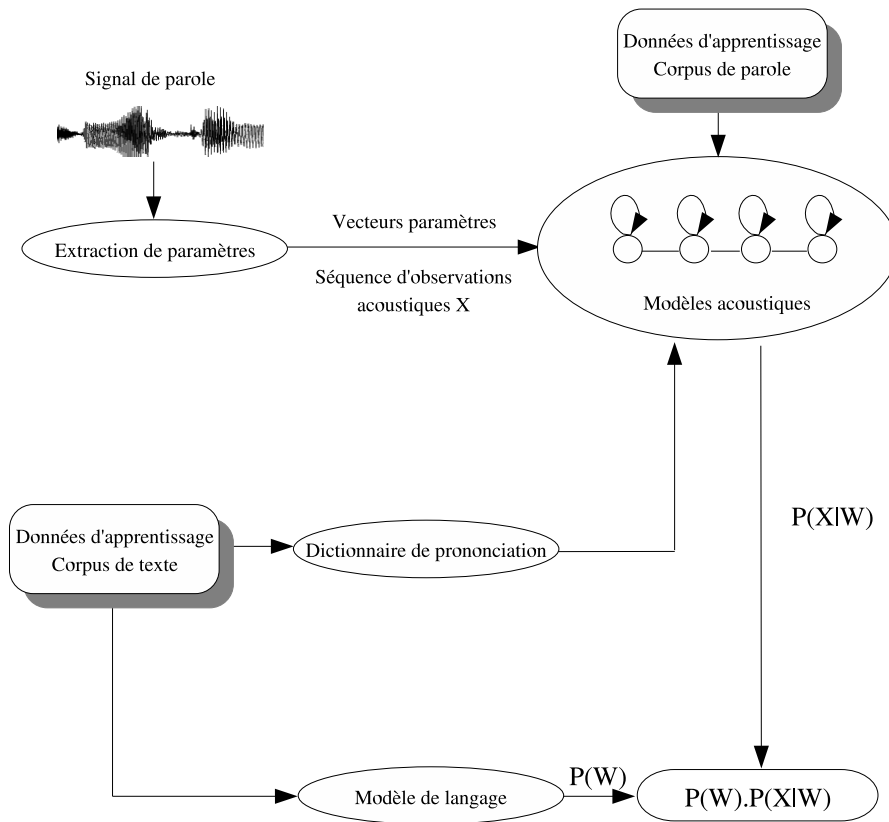 Données d'apprentissage
Corpus de parole
Signal de parole
Extraction de paramètres
Vecteurs paramètres
Séquence d'observations
acoustiques X
Modèles acoustiques
P(X|W)
Données d'apprentissage
Corpus de texte
Dictionnaire de prononciation
Modèle de langage
P(W)
P(W).P(X|W)